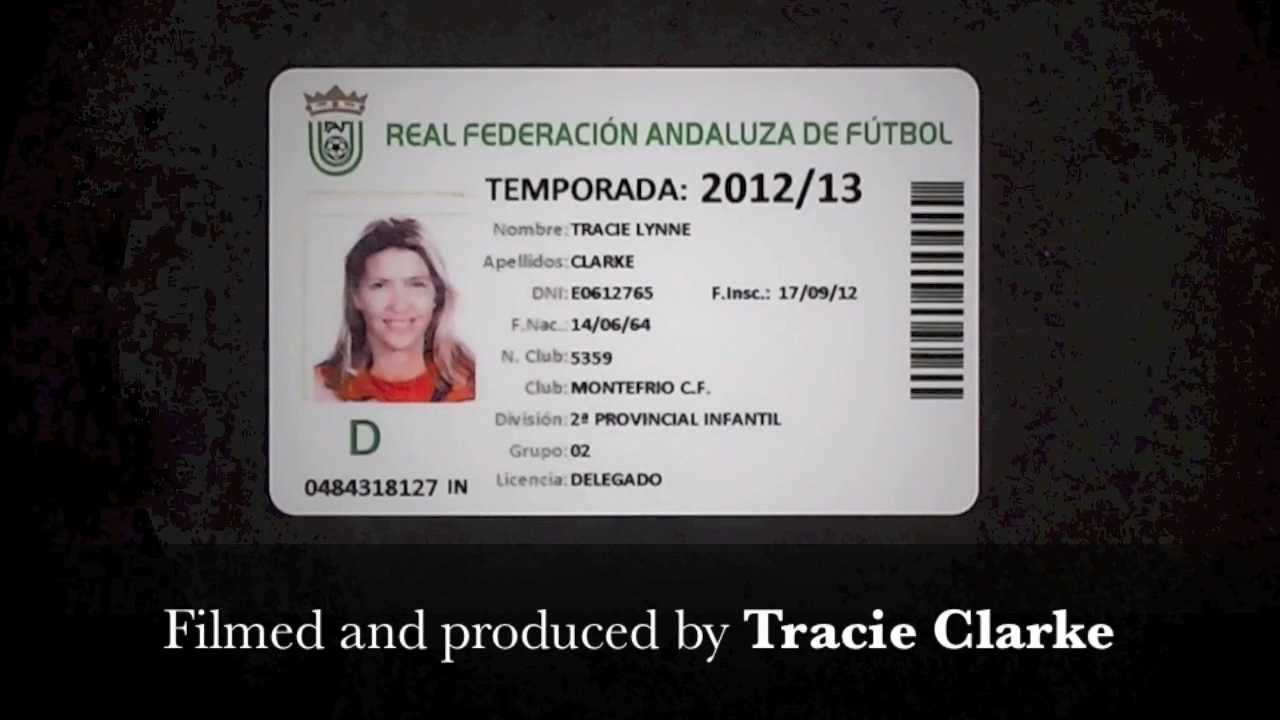 REAL FEDERACIÓN ANDALUZA DE FÚTBOL
TEMPORADA: 2012/13
Nombre: TRACIE LYNNE
Apellidos: CLARKE
DNI: E0612765 F.Insc.: 17/09/12
F.Nac.: 14/06/64
N. Club: 5359
Club: MONTEFRIO C.F.
División: 2ª PROVINCIAL INFANTIL
Grupo: 02
Licencia: DELEGADO
D
0484318127 IN
Filmed and produced by Tracie Clarke